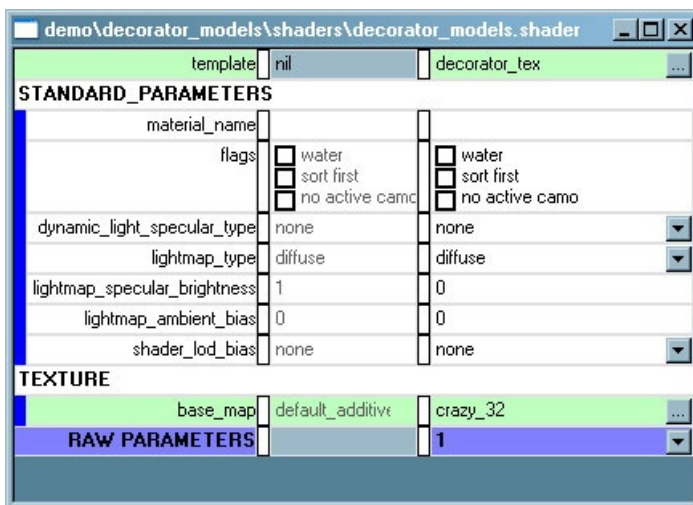 demo\decorator_models\shaders\decorator_models.shader
template nil decorator_tex ...
STANDARD_PARAMETERS
material_name
flags water water
sort first sort first
no active camo no active camo
dynamic_light_specular_type none none
lightmap_type diffuse diffuse
lightmap_specular_brightness 1 0
lightmap_ambient_bias 0 0
shader_lod_bias none none
TEXTURE
base_map default_additive crazy_32 ...
RAW PARAMETERS 1